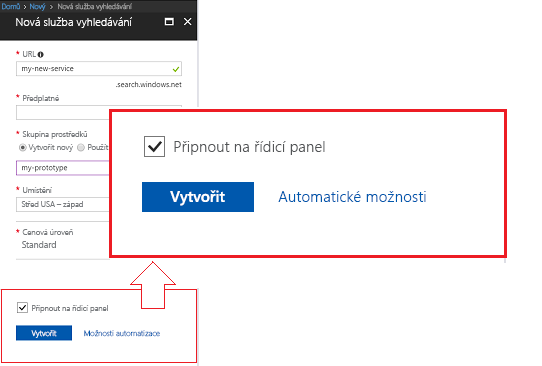 Domů > Nový > Nová služba vyhledávání
Nová služba vyhledávání
* URL
my-new-service
.search.windows.net
* Předplatné
* Skupina prostředků
Vytvořit nový Použít
my-prototype
* Umístění
Střed USA – západ
* Cenová úroveň
Standard
Připnout na řídicí panel
Vytvořit Automatické možnosti
Připnout na řídicí panel
Vytvořit Možnosti automatizace